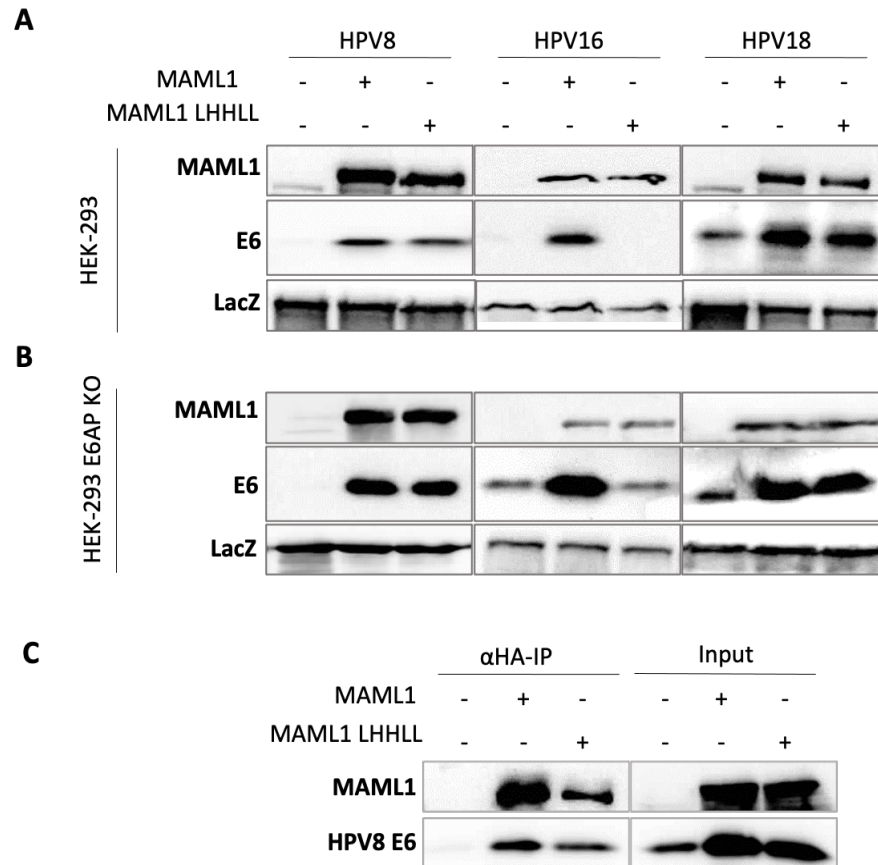 A
HPV8 HPV16 HPV18
MAML1 - + - - + - - + -
MAML1 LHHLL - - + - - + - - +
HEK-293
MAML1
E6
LacZ
B
HEK-293 E6AP KO
MAML1
E6
LacZ
C
αHA-IP Input
MAML1 - + - - + -
MAML1 LHHLL - - + - - +
MAML1
HPV8 E6